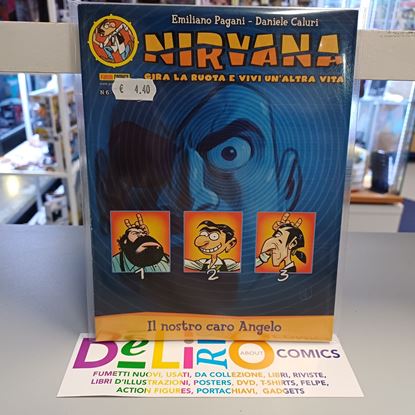 Emiliano Pagani - Daniele Caluri
NIRVANA
GIRA LA RUOTA E VIVI UN'ALTRA VITA
N 6
€ 4.40
1 2 3
Il nostro caro Angelo
DeLiRIO
ABOUT
COMICS
FUMETTI NUOVI, USATI, DA COLLEZIONE, LIBRI, RIVISTE,
LIBRI D'ILLUSTRAZIONI, POSTERS, DVD, T-SHIRTS, FELPE,
ACTION FIGURES, PORTACHIAVI, GADGETS